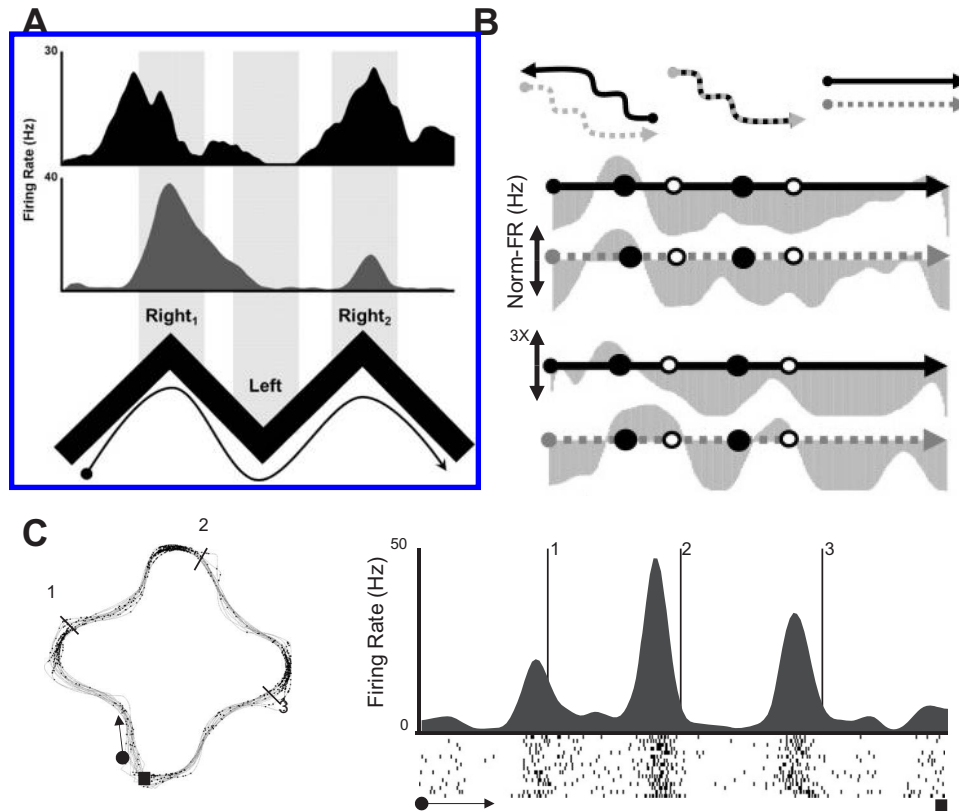 A
30
Firing Rate (Hz)
40
Right1
Right2
Left
B
Norm-FR (Hz)
3X
C
1
2
3
50
Firing Rate (Hz)
0
1
2
3